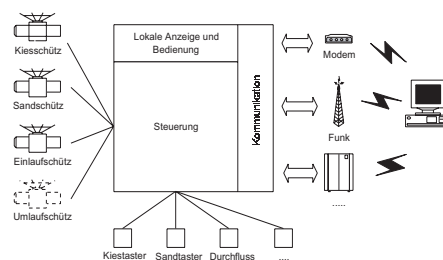 Kiesschütz
Sandschütz
Einlaufschütz
Umlaufschütz
Lokale Anzeige und
Bedienung
Steuerung
Kommunikation
Modem
Funk
.....
Kiestaster
Sandtaster
Durchfluss
....